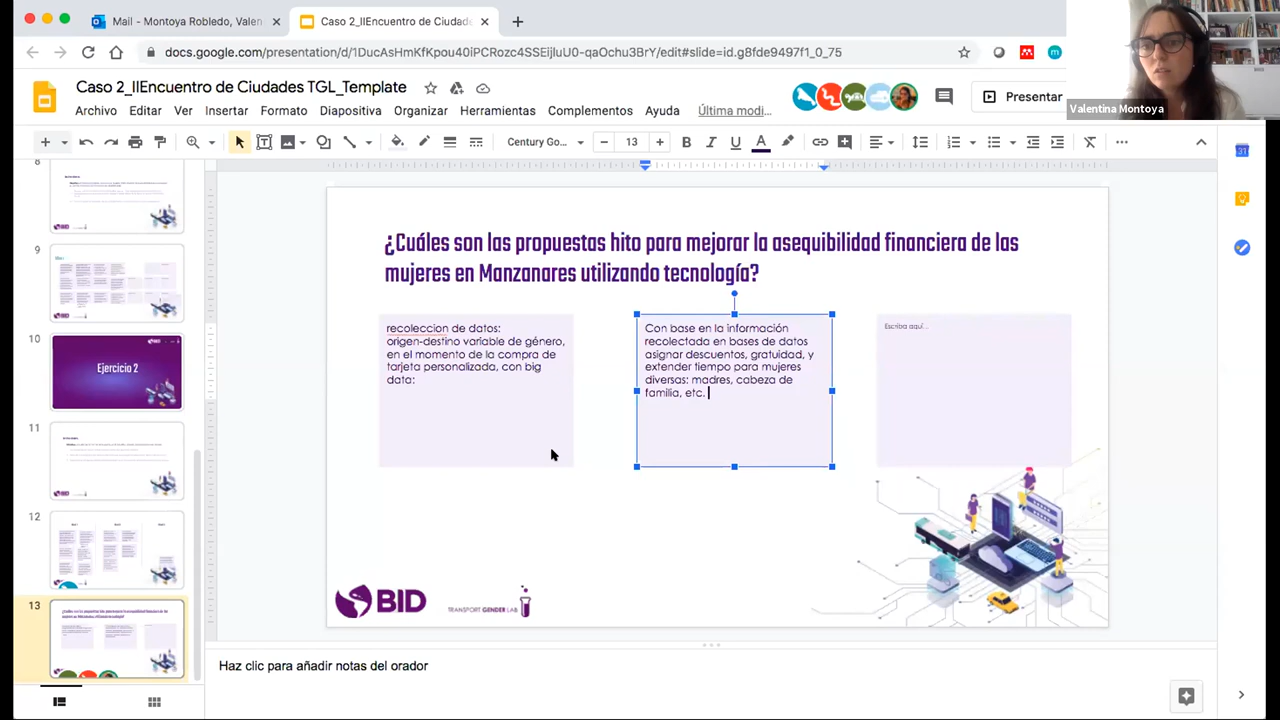 Mail - Montoya Robledo, Valen
Caso 2_IIEncuentro de Ciudade
docs.google.com/presentation/d/1DucAsHmKfKpou40iPCRozc4SSEjIuU0-qaOchu3BrY/edit#slide=id.g8fde9497f1_0_75
Valentina Montoya
Caso 2_IIEncuentro de Ciudades TGL_Template
Archivo Editar Ver Insertar Formato Diapositiva Organizar Herramientas Complementos Ayuda Última modi...
Presentar
Century Go...
13
B I U A
8
9
10
Ejercicio 2
11
12
13
BID
¿Cuáles son las propuestas hito para mejorar la asequibilidad financiera de las
mujeres en Manzanares utilizando tecnología?
recoleccion de datos:
origen-destino variable de género,
en el momento de la compra de
tarjeta personalizada, con big
data:
Con base en la información
recolectada en bases de datos
asignar descuentos, gratuidad, y
extender tiempo para mujeres
diversas: madres, cabeza de
familia, etc.
Escriba aquí...
BID
TRANSPORT GENDER LAB
Haz clic para añadir notas del orador